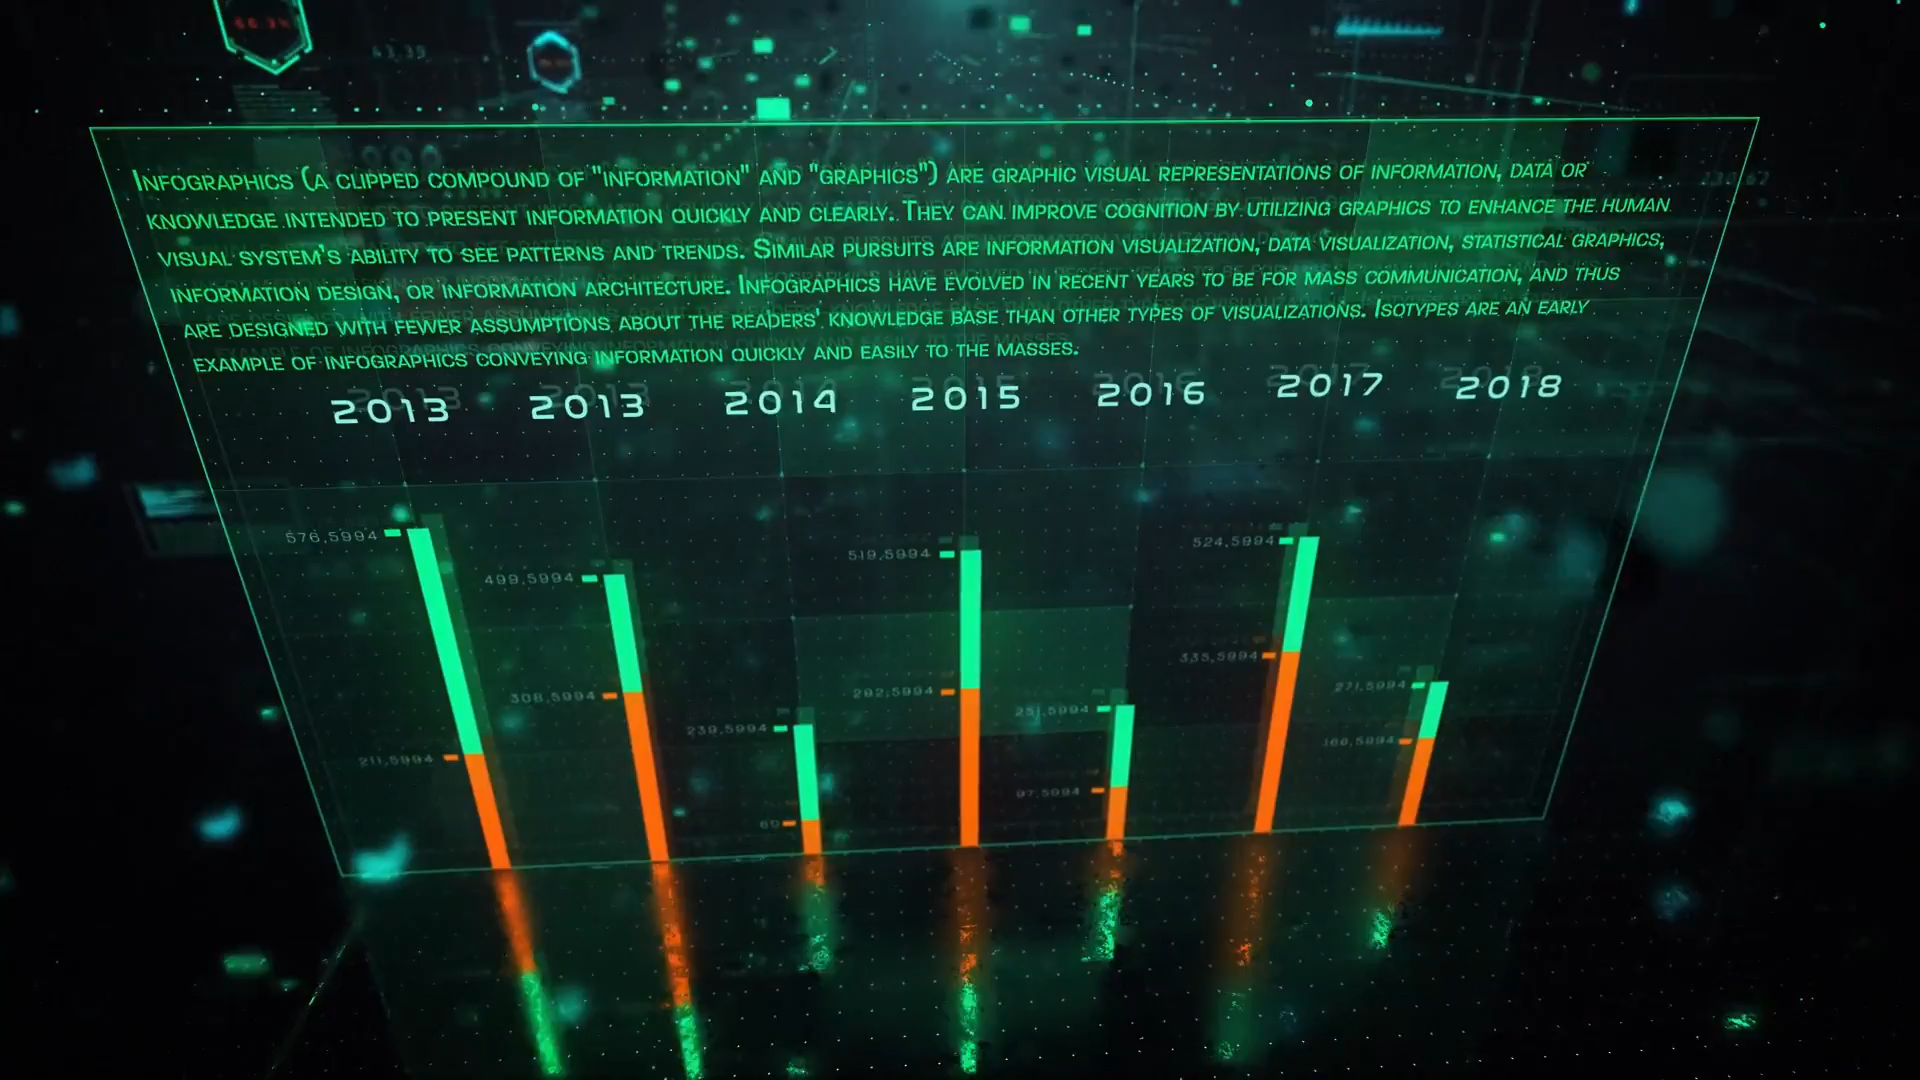 66.3%
43,35
Infographics (a clipped compound of "information" and "graphics") are graphic visual representations of information, data or
knowledge intended to present information quickly and clearly. They can improve cognition by utilizing graphics to enhance the human
visual system's ability to see patterns and trends. Similar pursuits are information visualization, data visualization, statistical graphics,
information design, or information architecture. Infographics have evolved in recent years to be for mass communication, and thus
are designed with fewer assumptions about the readers' knowledge base than other types of visualizations. Isotypes are an early
example of infographics conveying information quickly and easily to the masses.
2013 2013 2014 2015 2016 2017 2018
576,5994
499,5994
519,5994
524,5994
308,5994
292,5994
335,5994
239,5994
251,5994
271,5994
211,5994
69
97,5994
166,5994